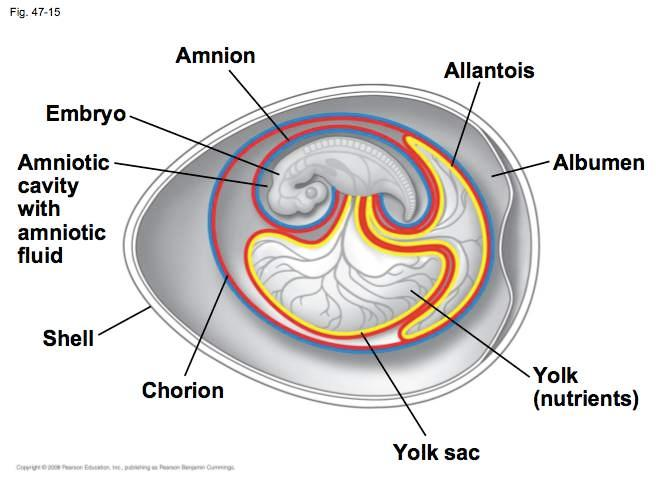 Fig. 47-15
Amnion
Allantois
Embryo
Amniotic
cavity
with
amniotic
fluid
Albumen
Shell
Chorion
Yolk
(nutrients)
Yolk sac
Copyright © 2008 Pearson Education, Inc., publishing as Pearson Benjamin Cummings.